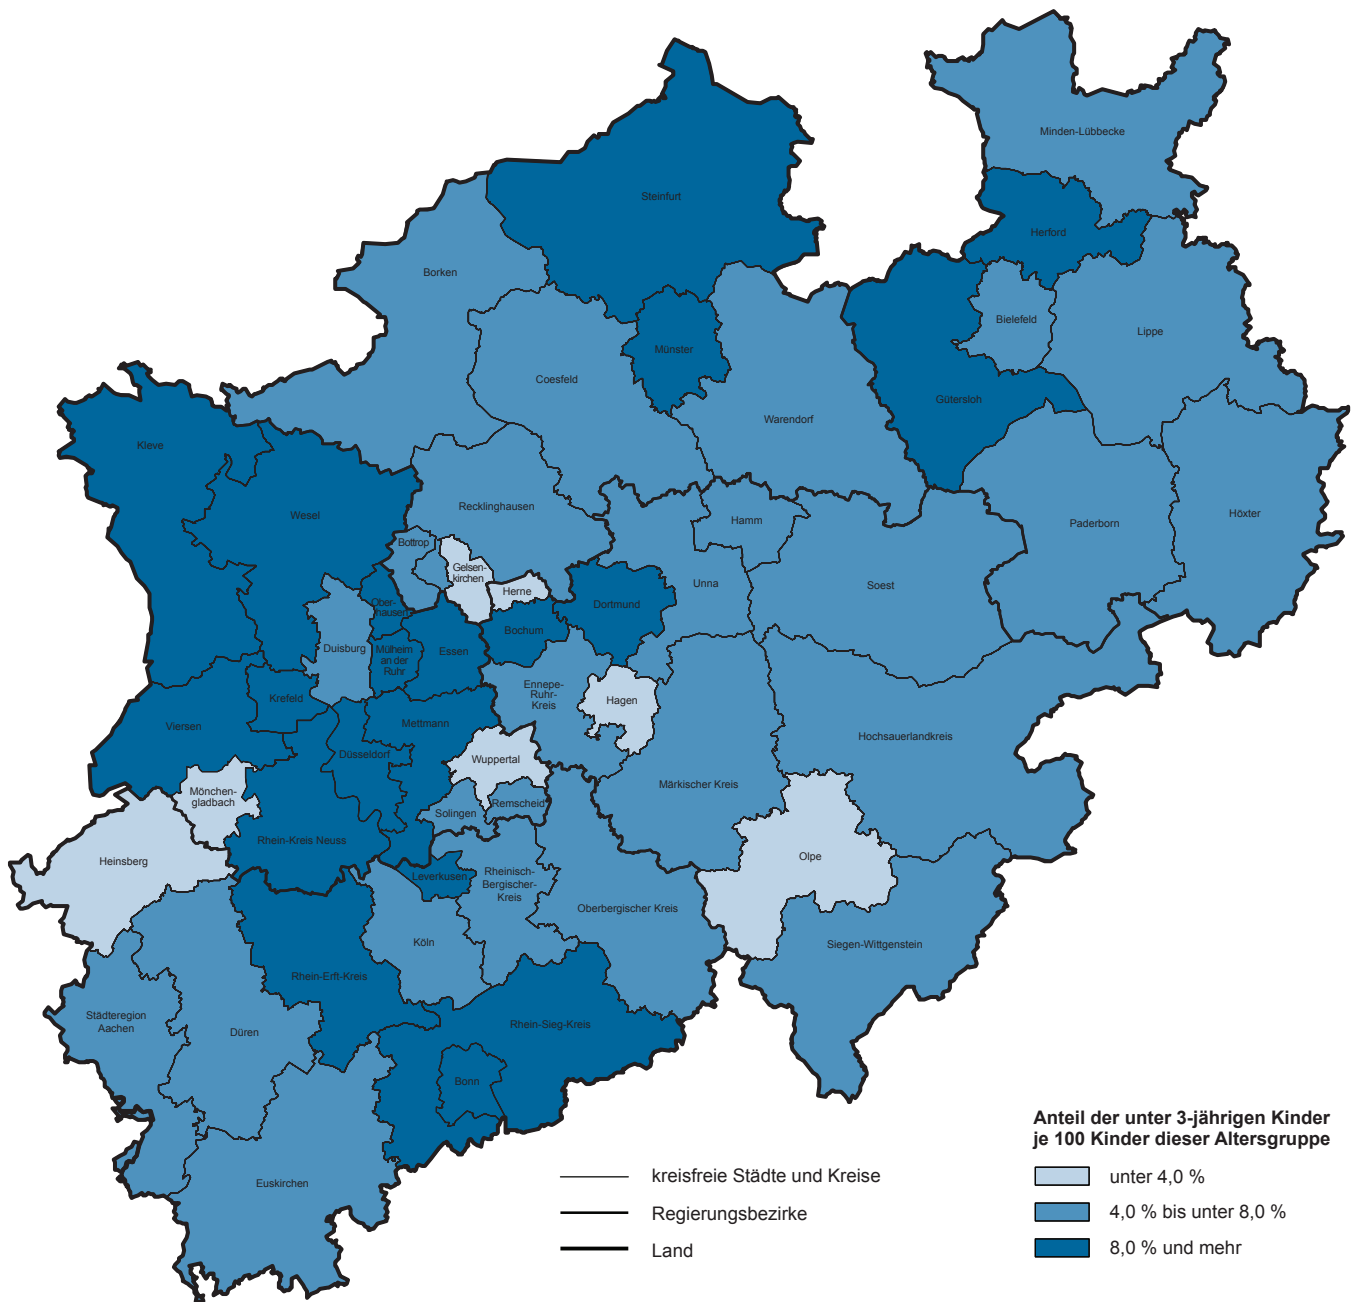 Minden-Lübbecke
Steinfurt
Herford
Borken
Bielefeld
Lippe
Münster
Coesfeld
Gütersloh
Warendorf
Kleve
Recklinghausen
Wesel
Hamm
Paderborn
Höxter
Bottrop
Gelsen-
kirchen
Unna
Soest
Herne
Ober-
hausen
Dortmund
Bochum
Duisburg
Mülheim
an der
Ruhr
Essen
Ennepe-
Ruhr-
Kreis
Hagen
Krefeld
Viersen
Mettmann
Hochsauerlandkreis
Düsseldorf
Wuppertal
Märkischer Kreis
Mönchen-
gladbach
Remscheid
Solingen
Rhein-Kreis Neuss
Heinsberg
Olpe
Leverkusen
Rheinisch-
Bergischer-
Kreis
Oberbergischer Kreis
Köln
Siegen-Wittgenstein
Rhein-Erft-Kreis
Städteregion
Aachen
Düren
Rhein-Sieg-Kreis
Bonn
Euskirchen
kreisfreie Städte und Kreise
Regierungsbezirke
Land
Anteil der unter 3-jährigen Kinder
je 100 Kinder dieser Altersgruppe
unter 4,0 %
4,0 % bis unter 8,0 %
8,0 % und mehr